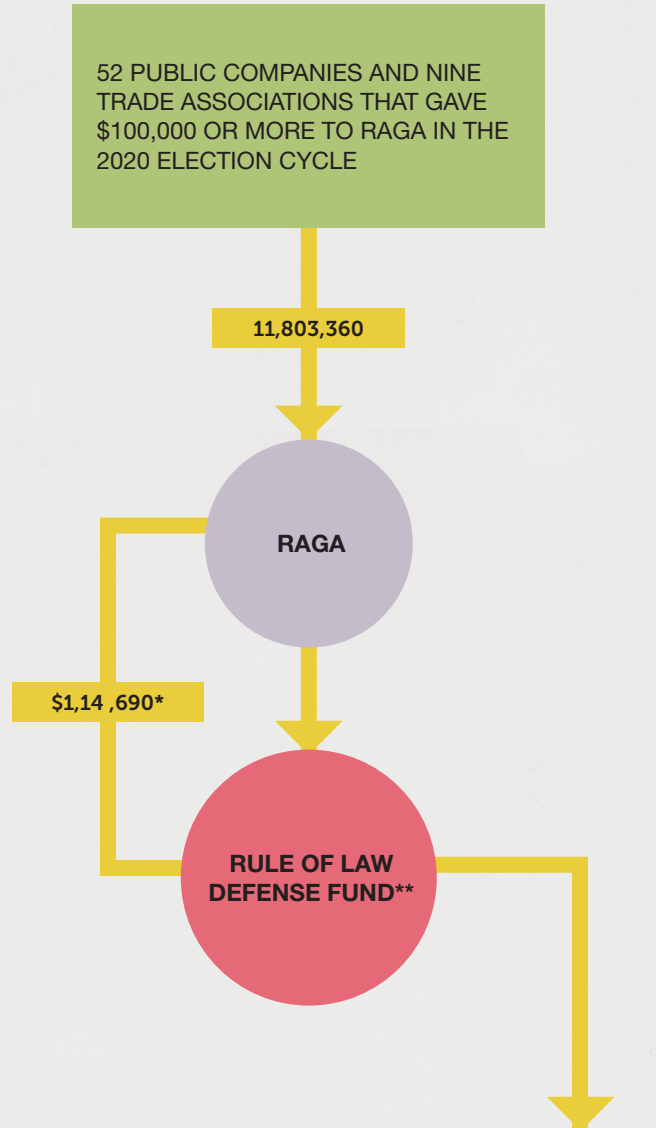 52 PUBLIC COMPANIES AND NINE
TRADE ASSOCIATIONS THAT GAVE
$100,000 OR MORE TO RAGA IN THE
2020 ELECTION CYCLE
11,803,360
RAGA
$1,14 ,690*
RULE OF LAW
DEFENSE FUND**